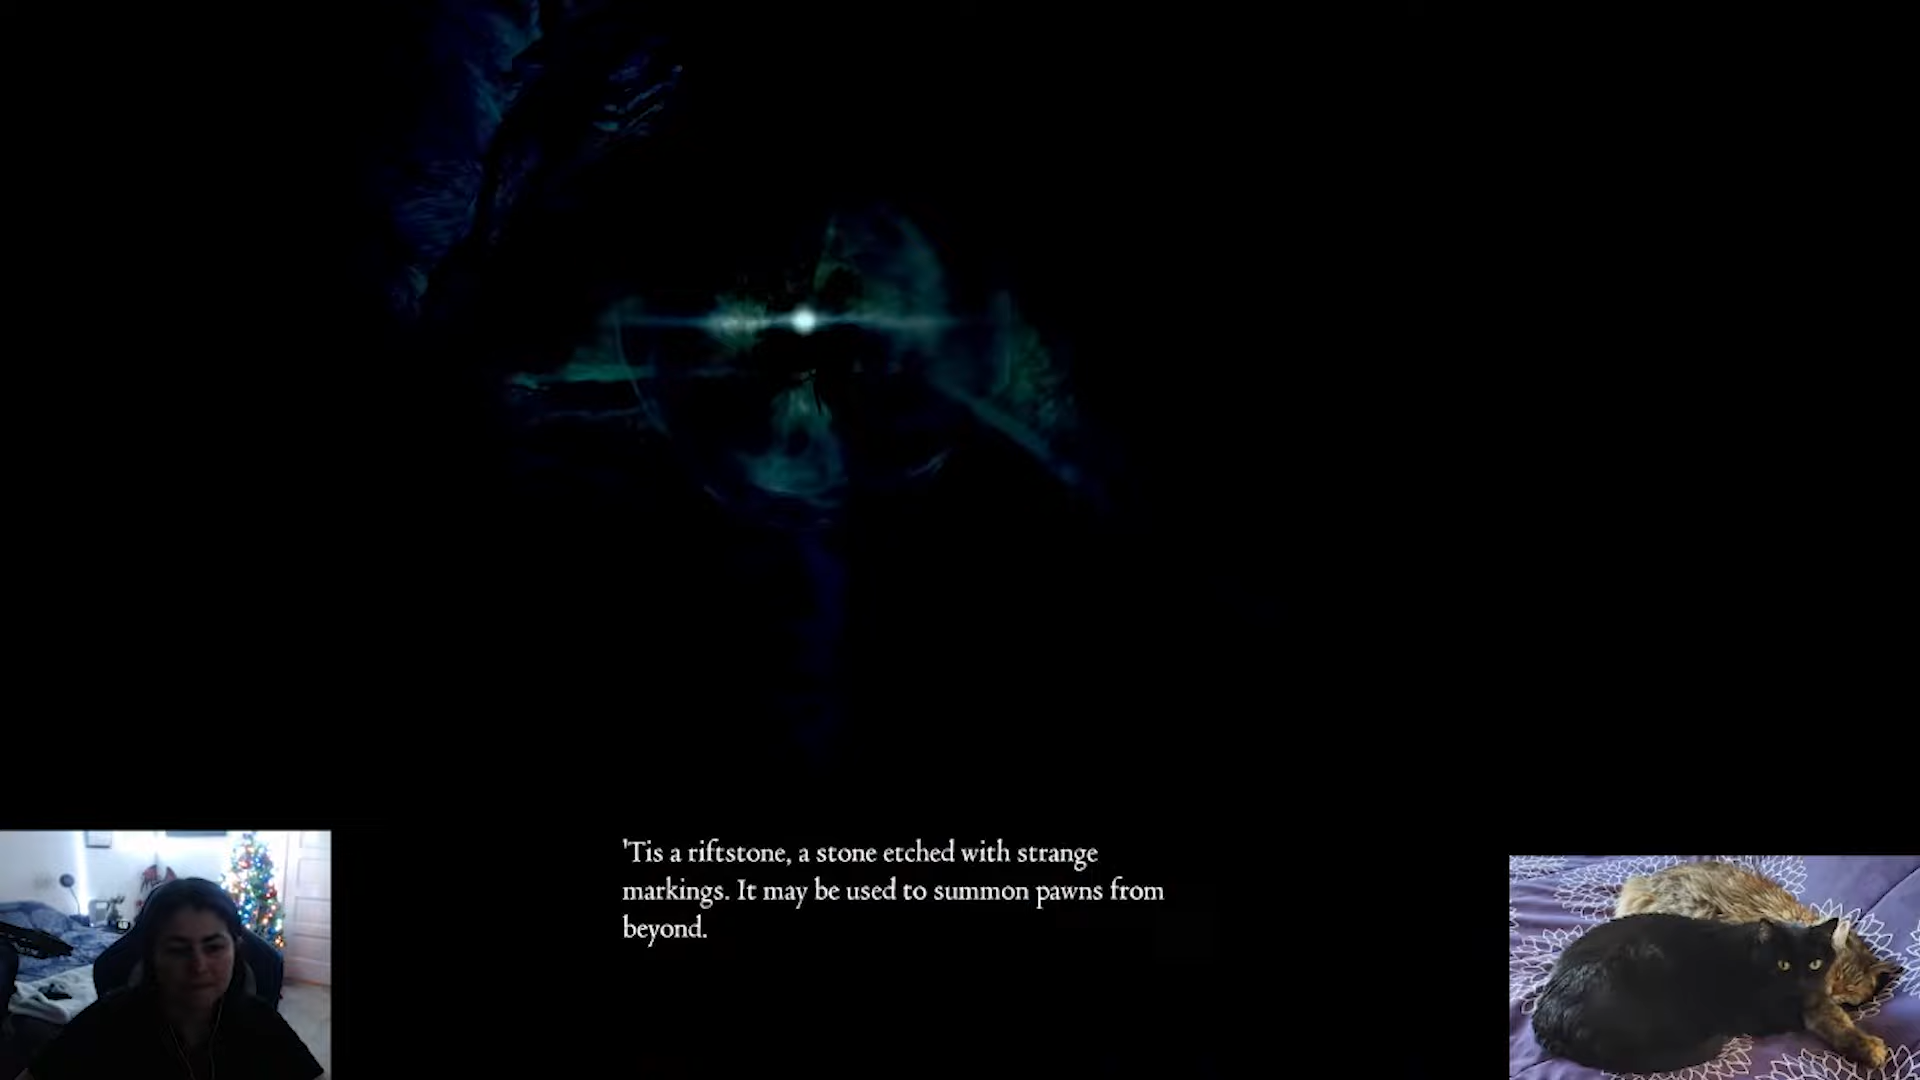 'Tis a riftstone, a stone etched with strange
markings. It may be used to summon pawns from
beyond.